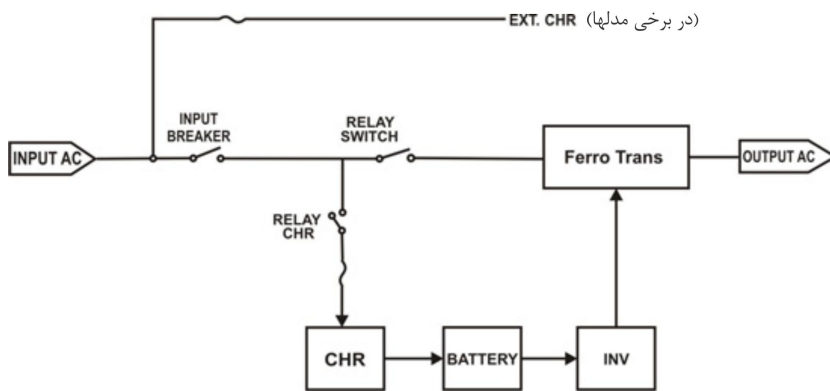 EXT. CHR (در برخی مدلها)
INPUT
BREAKER
RELAY
SWITCH
INPUT AC
Ferro Trans
OUTPUT AC
RELAY
CHR
CHR
BATTERY
INV